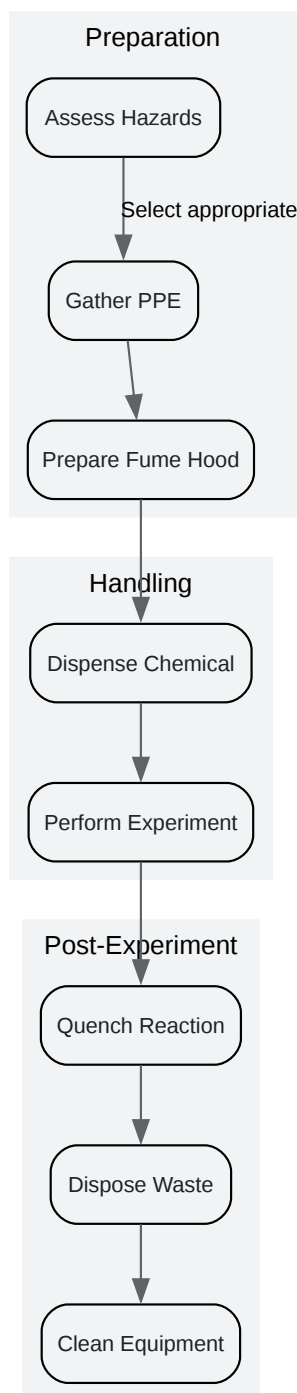 Preparation
Assess Hazards
Select appropriate
Gather PPE
Prepare Fume Hood
Handling
Dispense Chemical
Perform Experiment
Post-Experiment
Quench Reaction
Dispose Waste
Clean Equipment